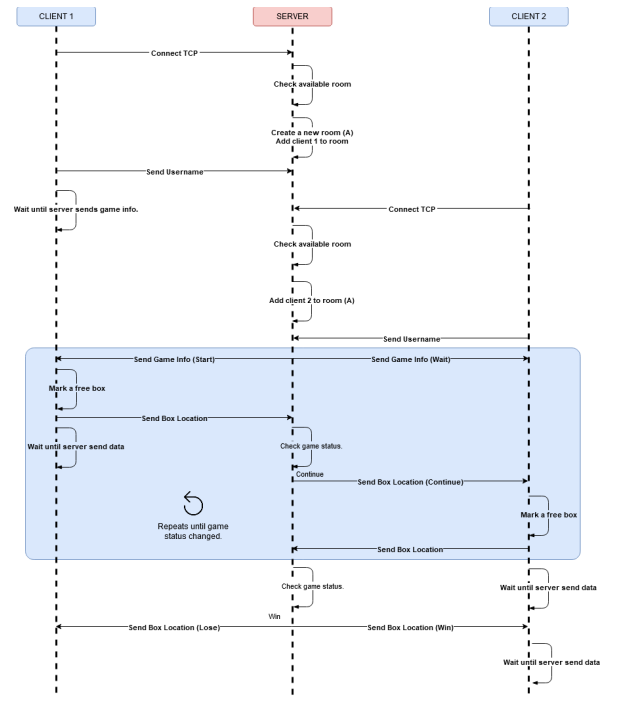 CLIENT 1
SERVER
CLIENT 2
Connect TCP
Check available room
Create a new room (A)
Add client 1 to room
Send Username
Wait until server sends game info.
Connect TCP
Check available room
Add client 2 to room (A)
Send Username
Send Game Info (Start)
Send Game Info (Wait)
Mark a free box
Send Box Location
Wait until server send data
Check game status.
Continue
Send Box Location (Continue)
Repeats until game
status changed.
Mark a free box
Send Box Location
Check game status.
Wait until server send data
Win
Send Box Location (Lose)
Send Box Location (Win)
Wait until server send data